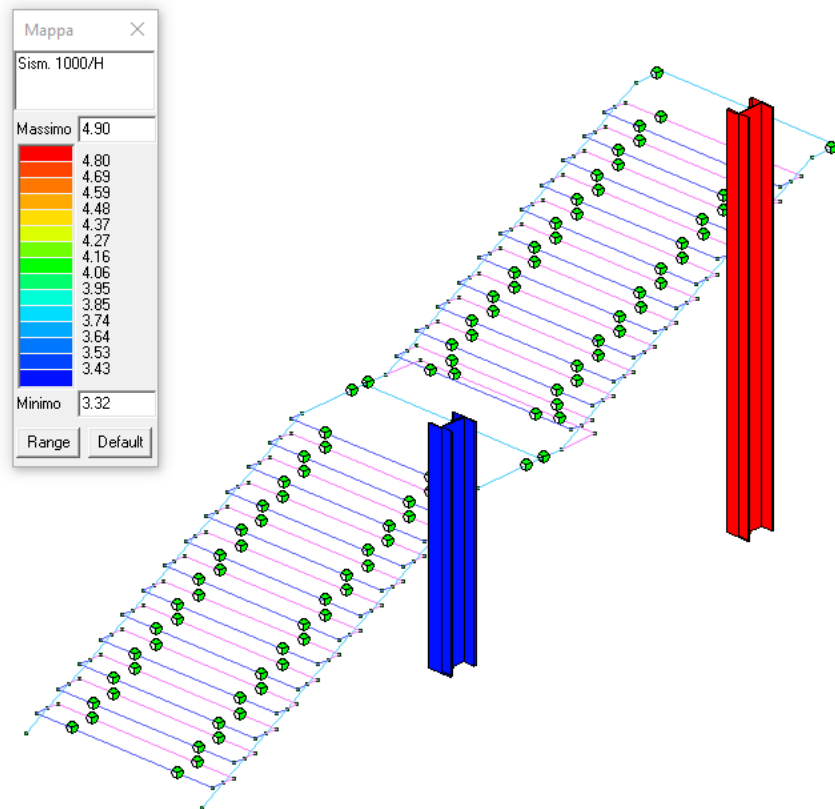 Mappa
Sism. 1000/H
Massimo 4.90
4.80
4.69
4.59
4.48
4.37
4.27
4.16
4.06
3.95
3.85
3.74
3.64
3.53
3.43
Minimo 3.32
Range Default